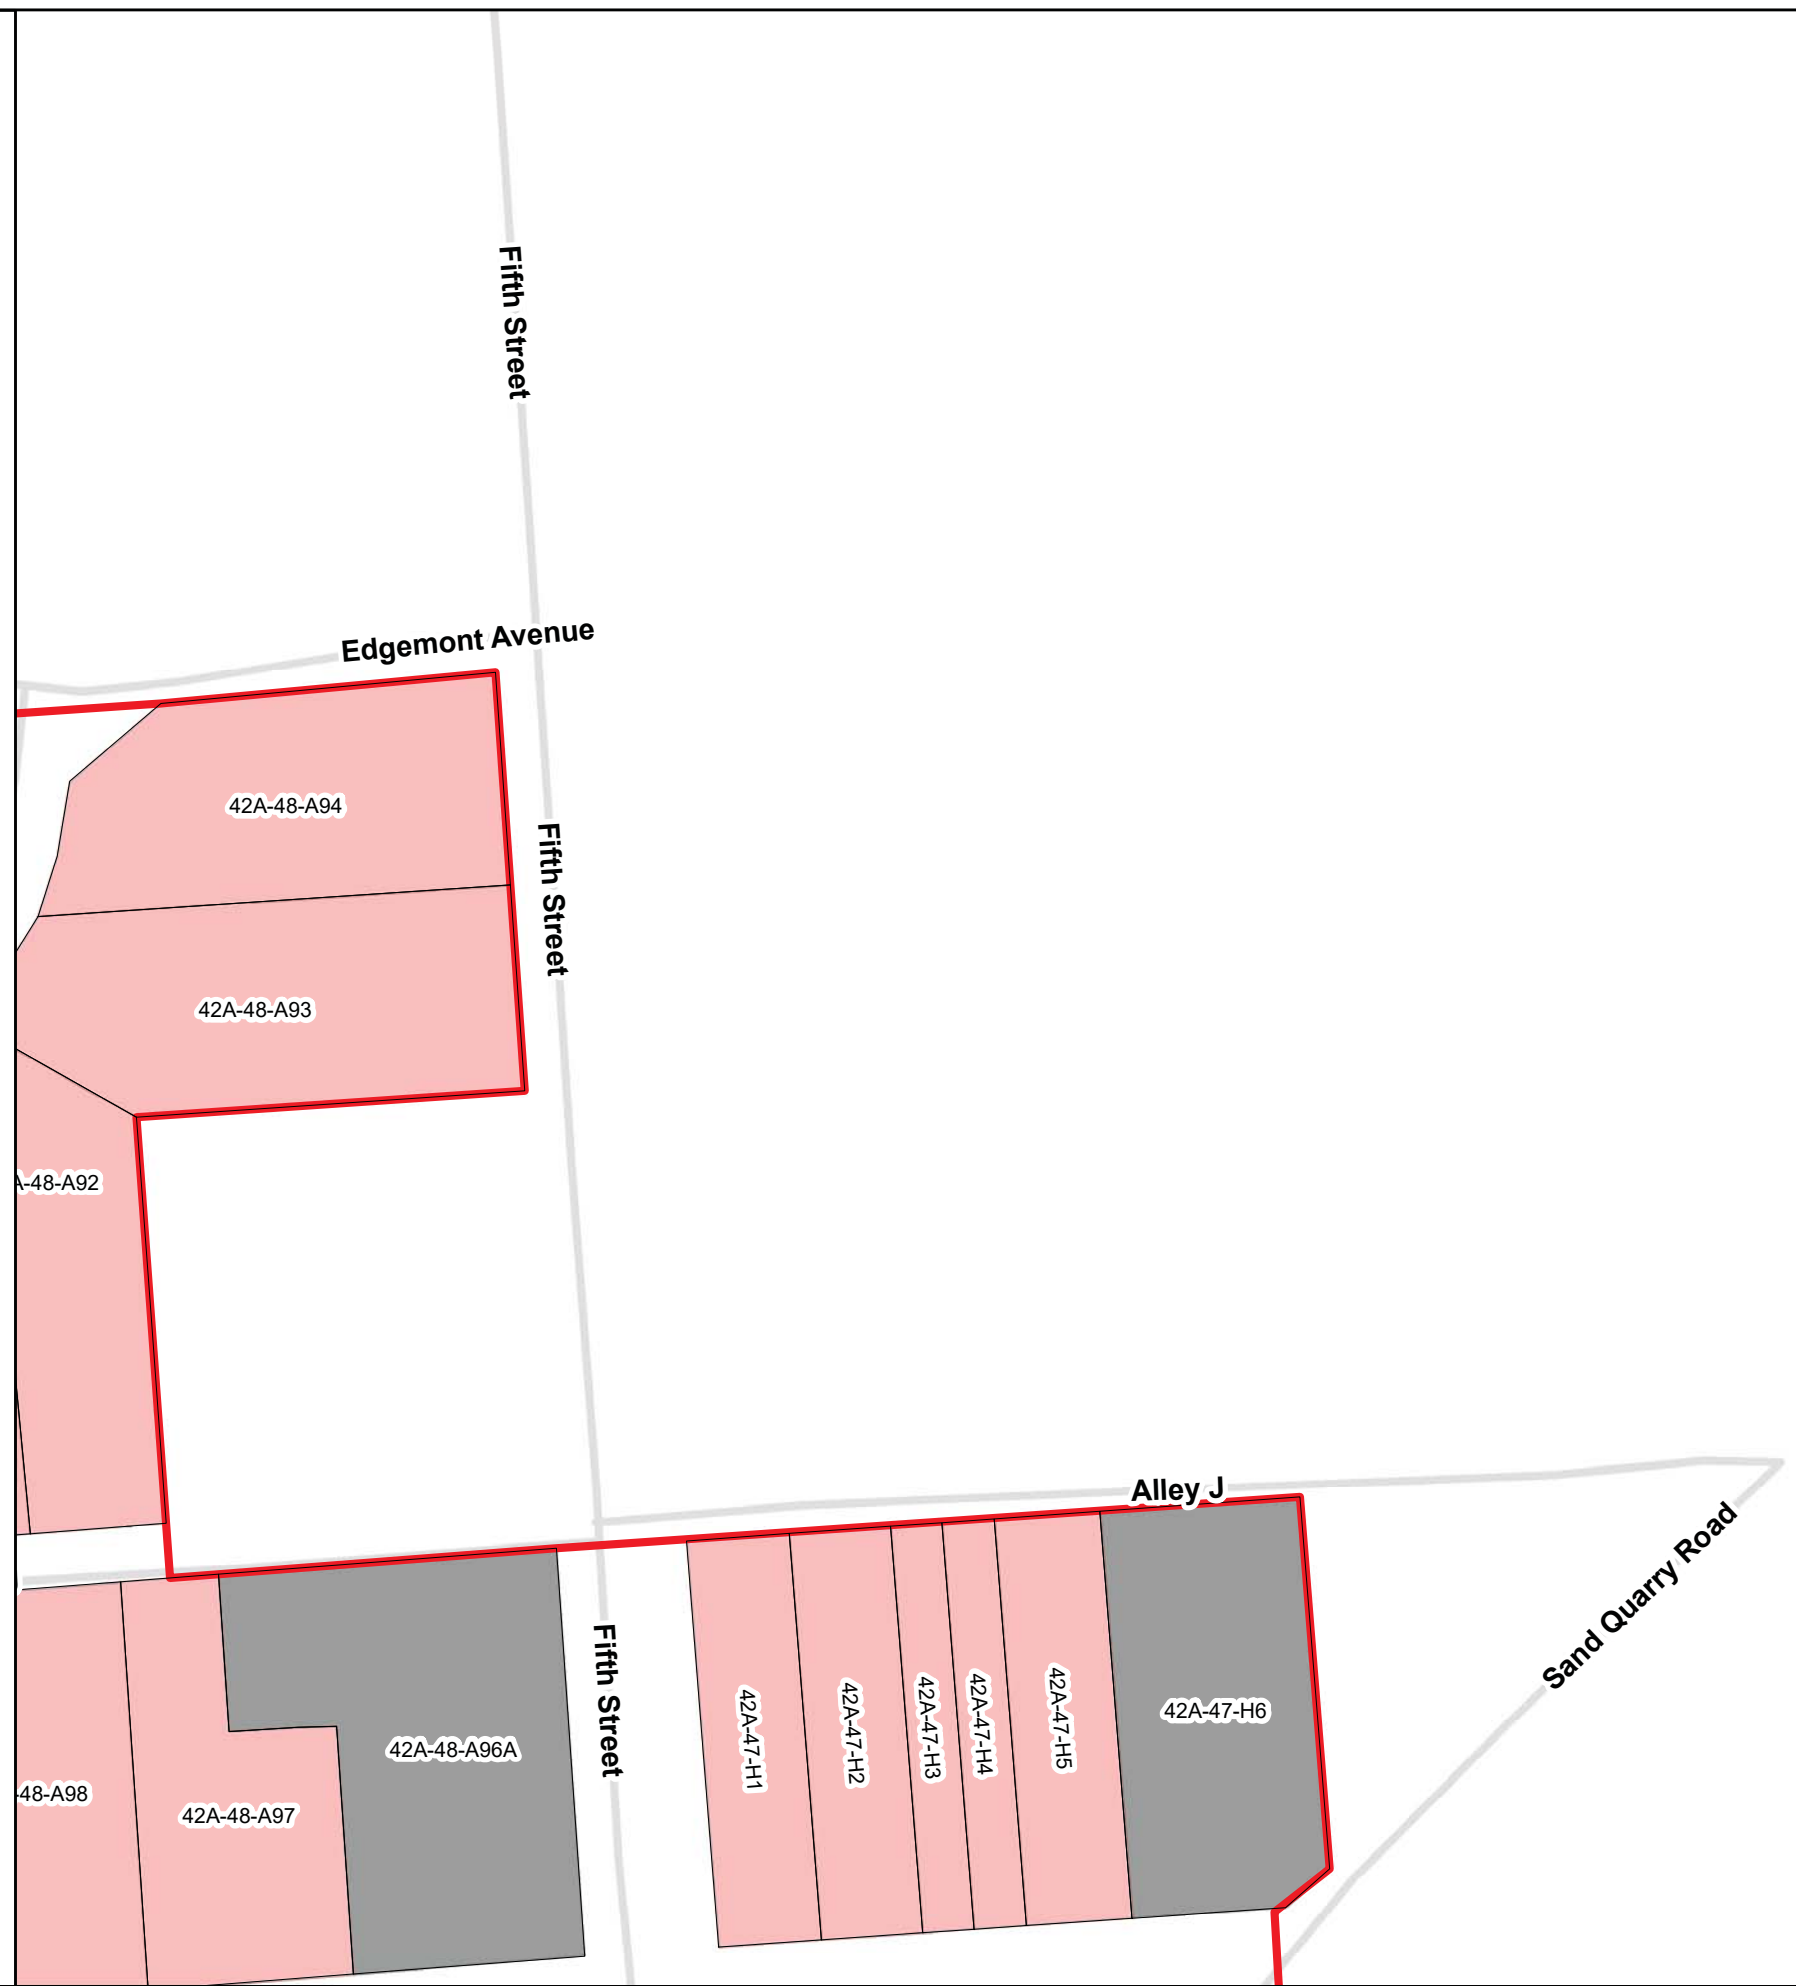 Fifth Street
Edgemont Avenue
42A-48-A94
Fifth Street
42A-48-A93
A-48-A92
Alley J
Sand Quarry Road
Fifth Street
42A-47-H1
42A-47-H2
42A-47-H3
42A-47-H4
42A-47-H5
42A-47-H6
42A-48-A96A
-48-A98
42A-48-A97